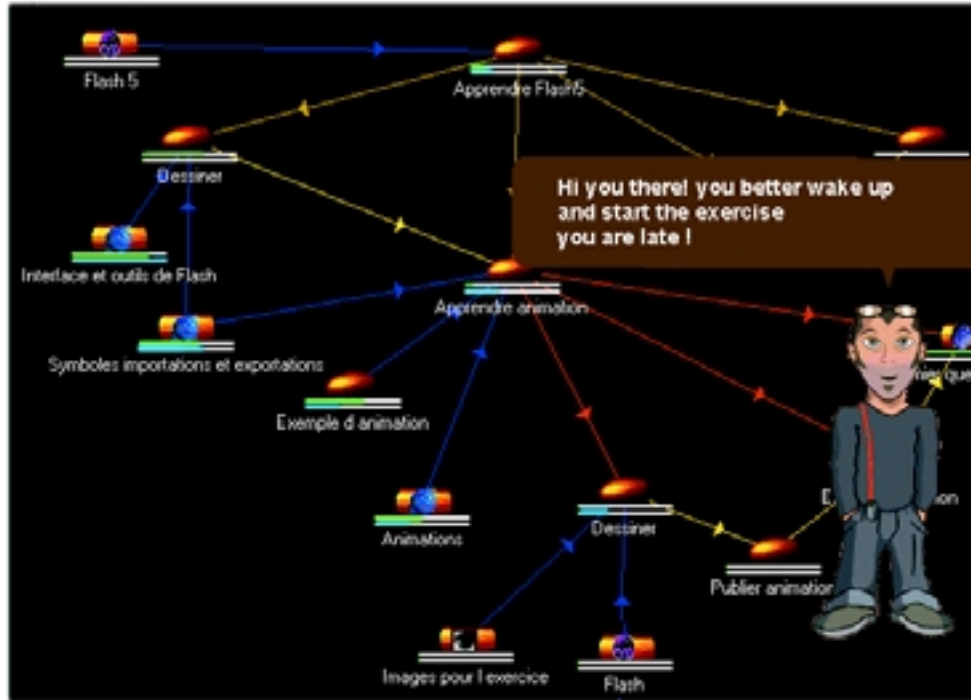 Flash 5
Apprendre Flash5
Dessiner
Hi you there! you better wake up
and start the exercise
you are late !
Interface et outils de Flash
Apprendre animation
Symboles importations et exportations
Exemple d animation
Animations
Dessiner
Publier animation
Images pour l exercice
Flash